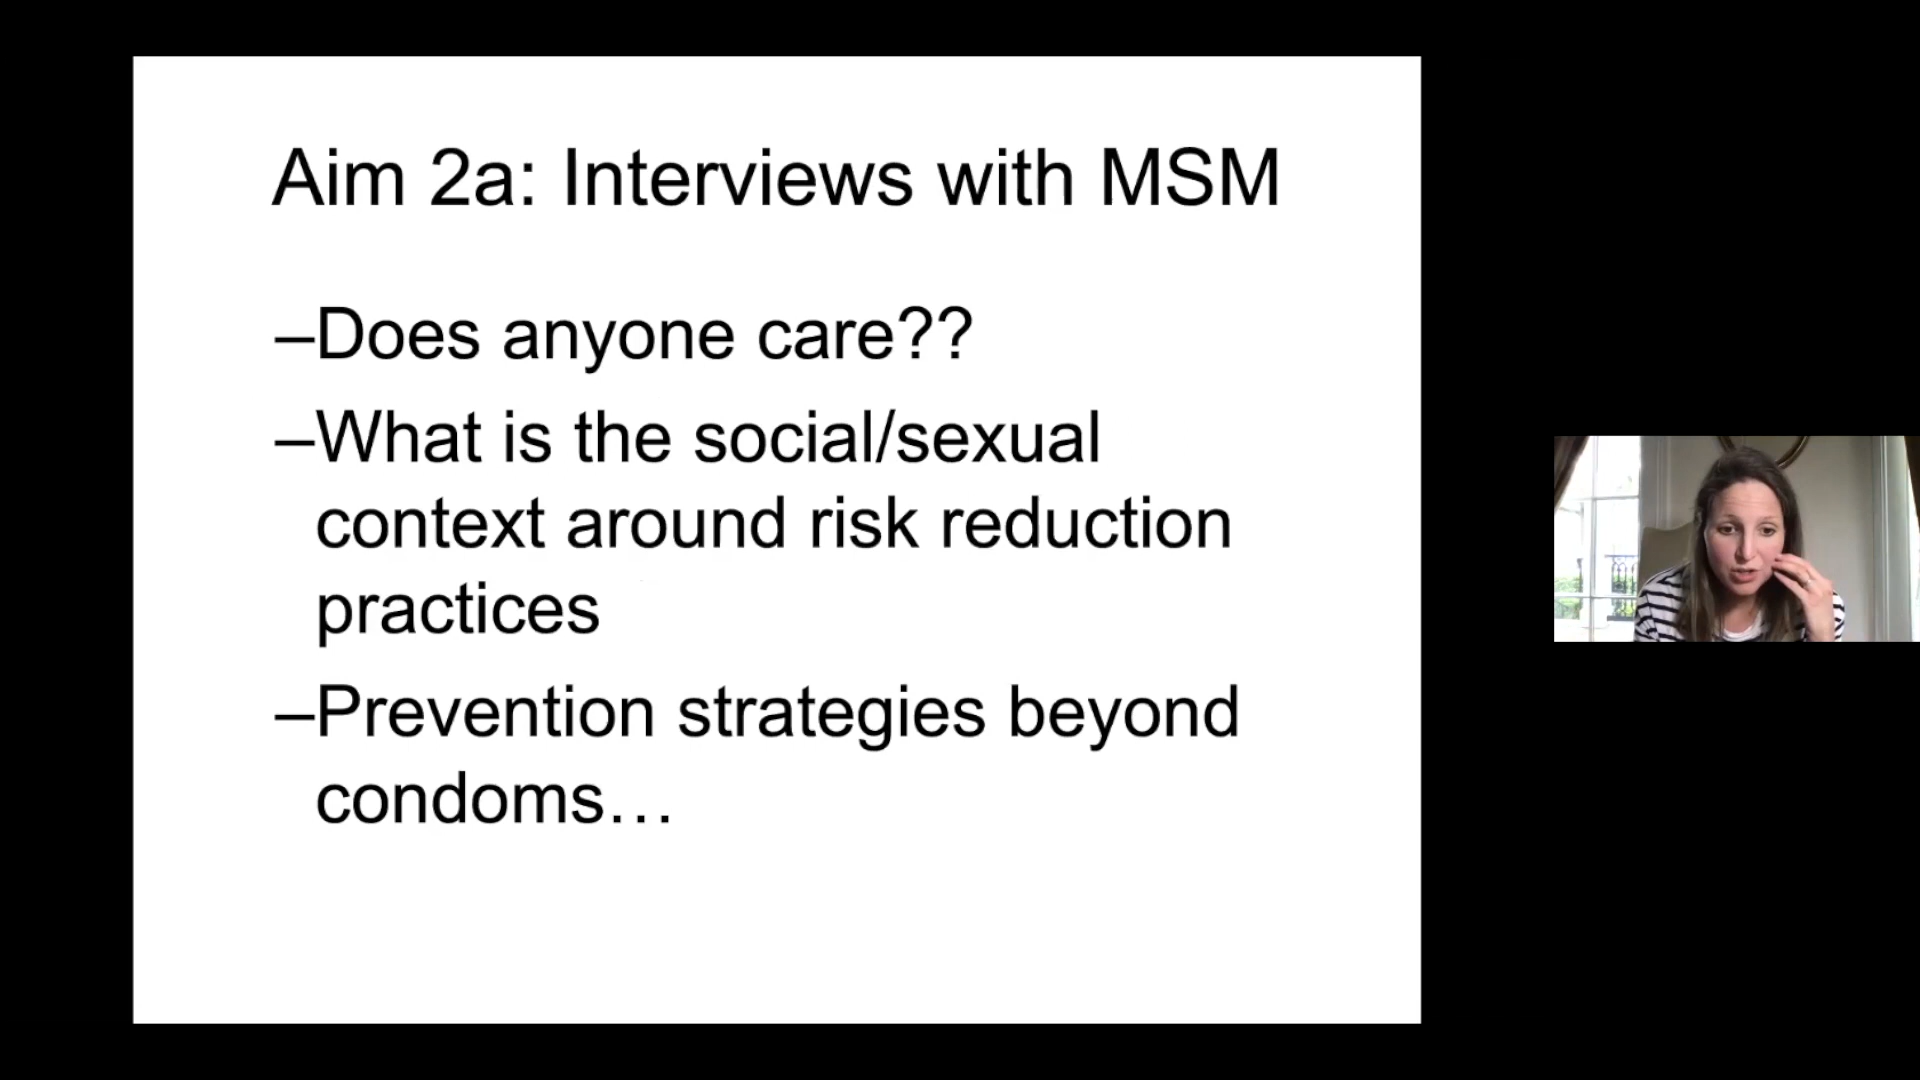 Aim 2a: Interviews with MSM
–Does anyone care??
–What is the social/sexual
context around risk reduction
practices
–Prevention strategies beyond
condoms…